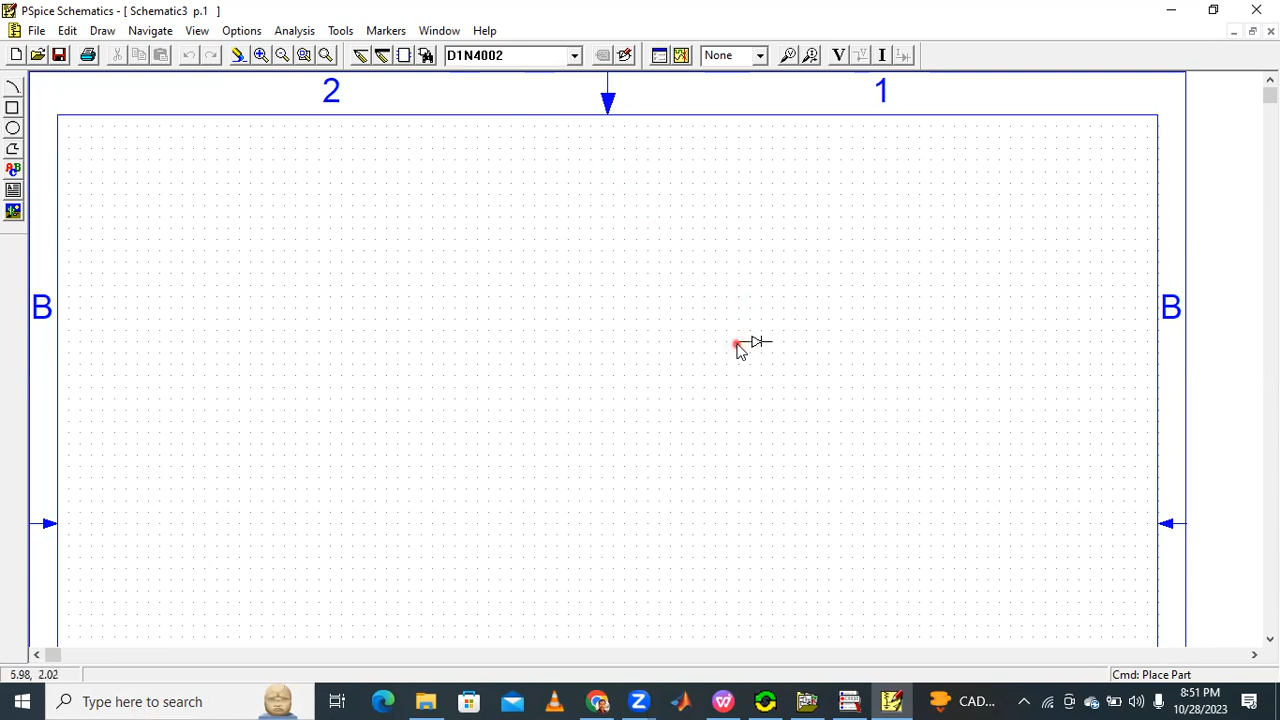 PSpice Schematics - [ Schematic3 p.1 ]
File Edit Draw Navigate View Options Analysis Tools Markers Window Help
D1N4002 None V I
2 1
B B
5.98, 2.02 Cmd: Place Part
Type here to search CAD... 8:51 PM
10/28/2023